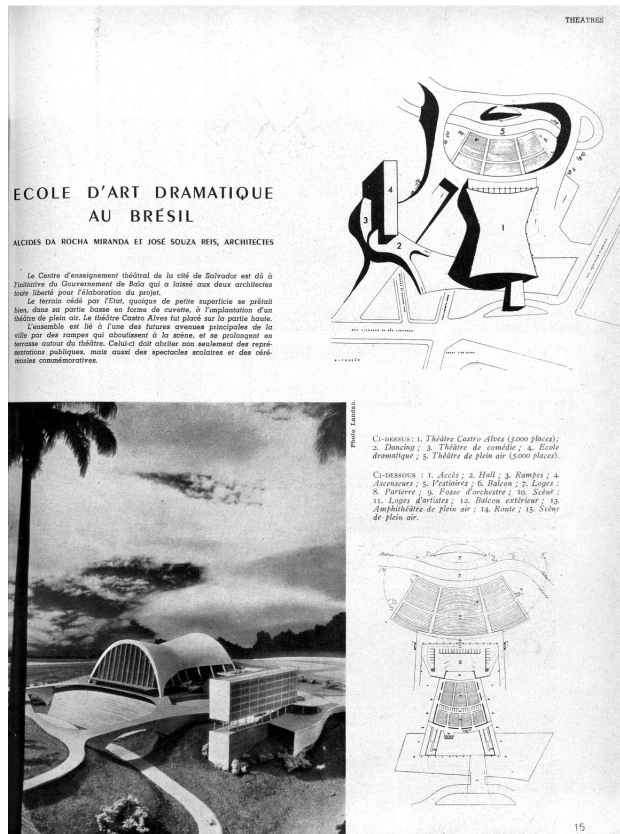 THEATRES
ECOLE D'ART DRAMATIQUE
AU BRÉSIL
ALCIDES DA ROCHA MIRANDA ET JOSÉ SOUZA REIS, ARCHITECTES
Le Centre d'enseignement théâtral de la cité de Salvador est dû à
l'initiative du Gouvernement de Baïa qui a laissé aux deux architectes
toute liberté pour l'élaboration du projet.
Le terrain cédé par l'Etat, quoique de petite superficie se prêtait
bien, dans sa partie basse en forme de cuvette, à l'implantation d'un
théâtre de plein air. Le théâtre Castro Alves fut placé sur la partie haute.
L'ensemble est lié à l'une des futures avenues principales de la
ville par des rampes qui aboutissent à la scène, et se prolongent en
terrasse autour du théâtre. Celui-ci doit abriter non seulement des repré-
sentations publiques, mais aussi des spectacles scolaires et des céré-
monies commémoratives.
5
4
3
2
1
Photo Landau.
CI-DESSUS : 1. Théâtre Castro Alves (3.000 places);
2. Dancing ; 3. Théâtre de comédie ; 4. Ecole
dramatique ; 5. Théâtre de plein air (5.000 places).
CI-DESSOUS : 1. Accès ; 2. Hall ; 3. Rampes ; 4.
Ascenseurs ; 5. Vestiaires ; 6. Balcon ; 7. Loges :
8. Parterre ; 9. Fosse d'orchestre ; 10. Scène ;
11. Loges d'artistes ; 12. Balcon extérieur ; 13.
Amphithéâtre de plein air ; 14. Route ; 15. Scène
de plein air.
15